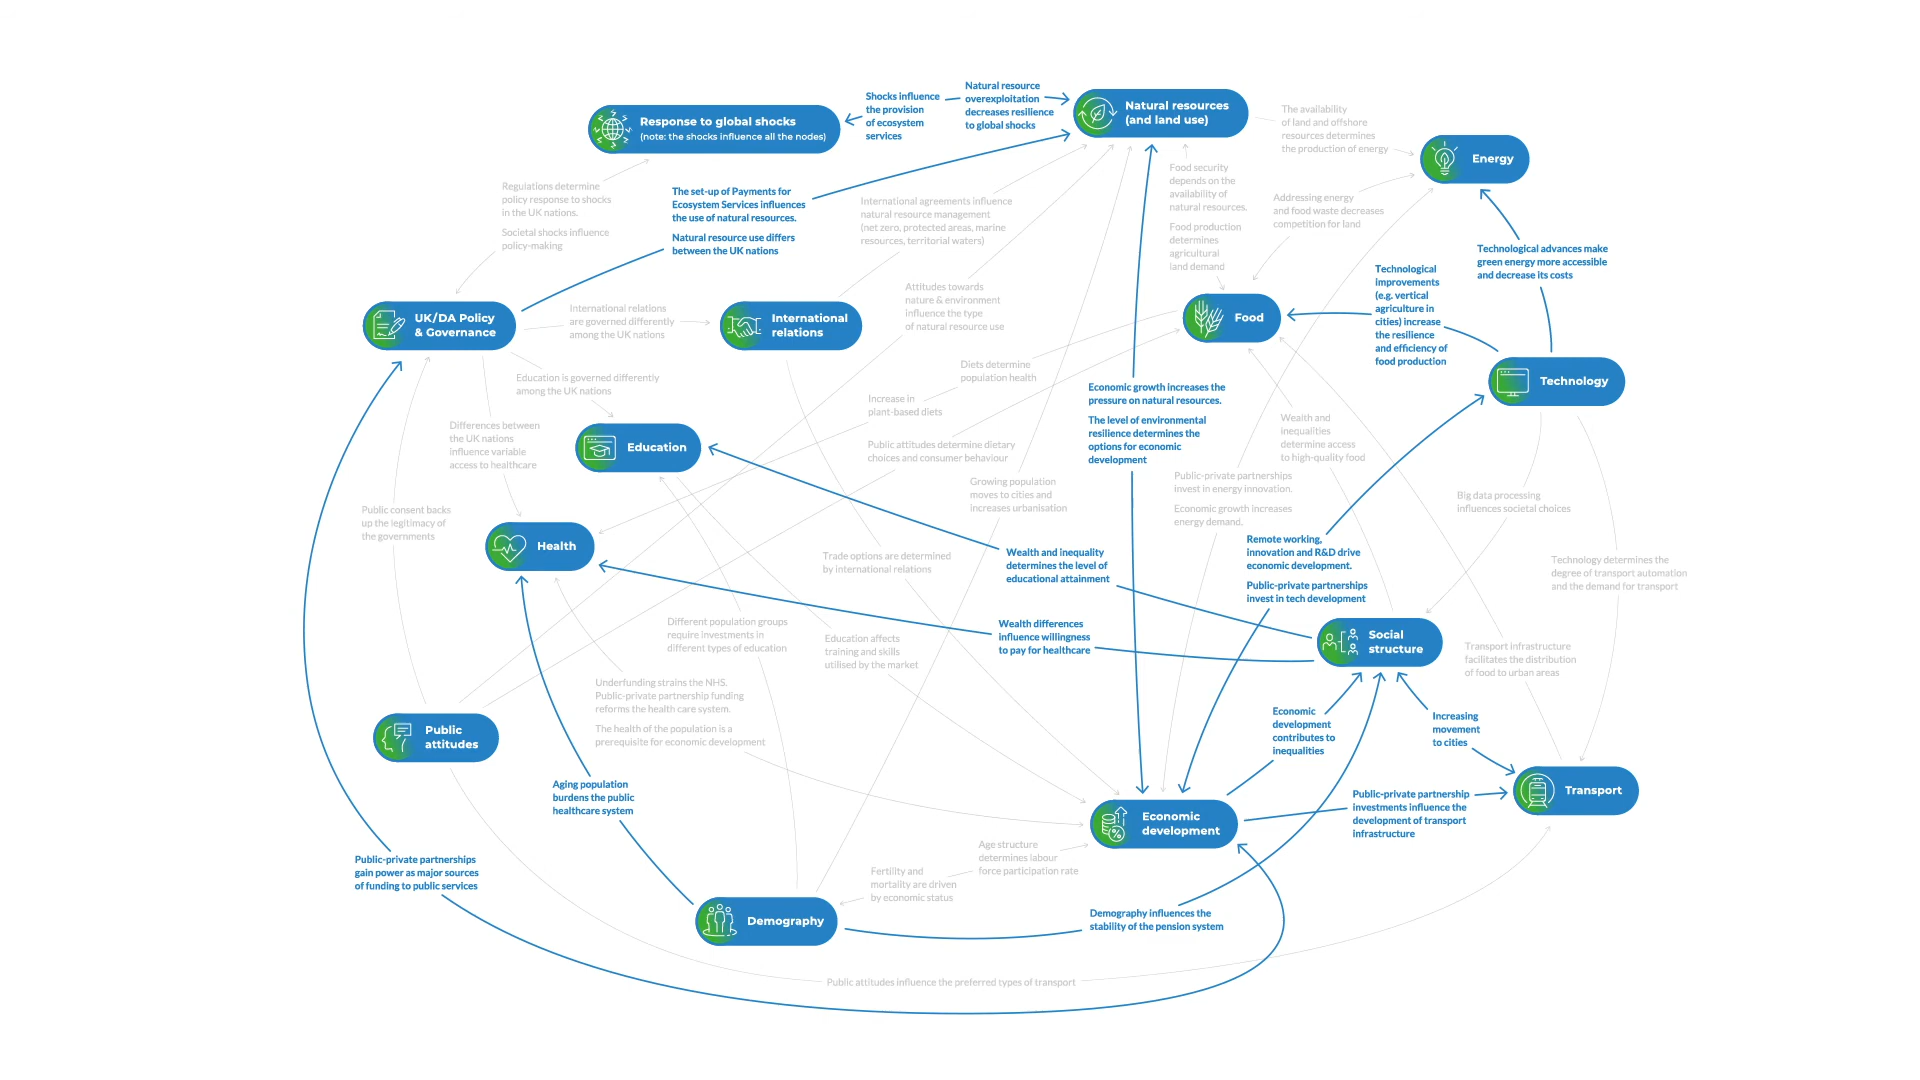 Response to global shocks
(note: the shocks influence all the nodes)
Shocks influence
the provision
of ecosystem
services
Natural resource
overexploitation
decreases resilience
to global shocks
Natural resources
(and land use)
The availability
of land and offshore
resources determines
the production of energy
Energy
Regulations determine
policy response to shocks
in the UK nations.
Societal shocks influence
policy-making
The set-up of Payments for
Ecosystem Services influences
the use of natural resources.
Natural resource use differs
between the UK nations
International agreements influence
natural resource management
(net zero, protected areas, marine
resources, territorial waters)
Food security
depends on the
availability of
natural resources.
Food production
determines
agricultural
land demand
Addressing energy
and food waste decreases
competition for land
Technological advances make
green energy more accessible
and decrease its costs
Technological
improvements
(e.g. vertical
agriculture in
cities) increase
the resilience
and efficiency of
food production
Attitudes towards
nature & environment
influence the type
of natural resource use
UK/DA Policy
& Governance
International relations
are governed differently
among the UK nations
International
relations
Food
Technology
Education is governed differently
among the UK nations
Diets determine
population health
Increase in
plant-based diets
Economic growth increases the
pressure on natural resources.
The level of environmental
resilience determines the
options for economic
development
Wealth and
inequalities
determine access
to high-quality food
Differences between
the UK nations
influence variable
access to healthcare
Education
Public attitudes determine dietary
choices and consumer behaviour
Growing population
moves to cities and
increases urbanisation
Public-private partnerships
invest in energy innovation.
Economic growth increases
energy demand.
Big data processing
influences societal choices
Public consent backs
up the legitimacy of
the governments
Health
Trade options are determined
by international relations
Wealth and inequality
determines the level of
educational attainment
Remote working,
innovation and R&D drive
economic development.
Public-private partnerships
invest in tech development
Technology determines the
degree of transport automation
and the demand for transport
Different population groups
require investments in
different types of education
Education affects
training and skills
utilised by the market
Wealth differences
influence willingness
to pay for healthcare
Social
structure
Transport infrastructure
facilitates the distribution
of food to urban areas
Underfunding strains the NHS.
Public-private partnership funding
reforms the health care system.
The health of the population is a
prerequisite for economic development
Public
attitudes
Economic
development
contributes to
inequalities
Increasing
movement
to cities
Aging population
burdens the public
healthcare system
Economic
development
Public-private partnership
investments influence the
development of transport
infrastructure
Transport
Public-private partnerships
gain power as major sources
of funding to public services
Age structure
determines labour
force participation rate
Fertility and
mortality are driven
by economic status
Demography
Demography influences the
stability of the pension system
Public attitudes influence the preferred types of transport